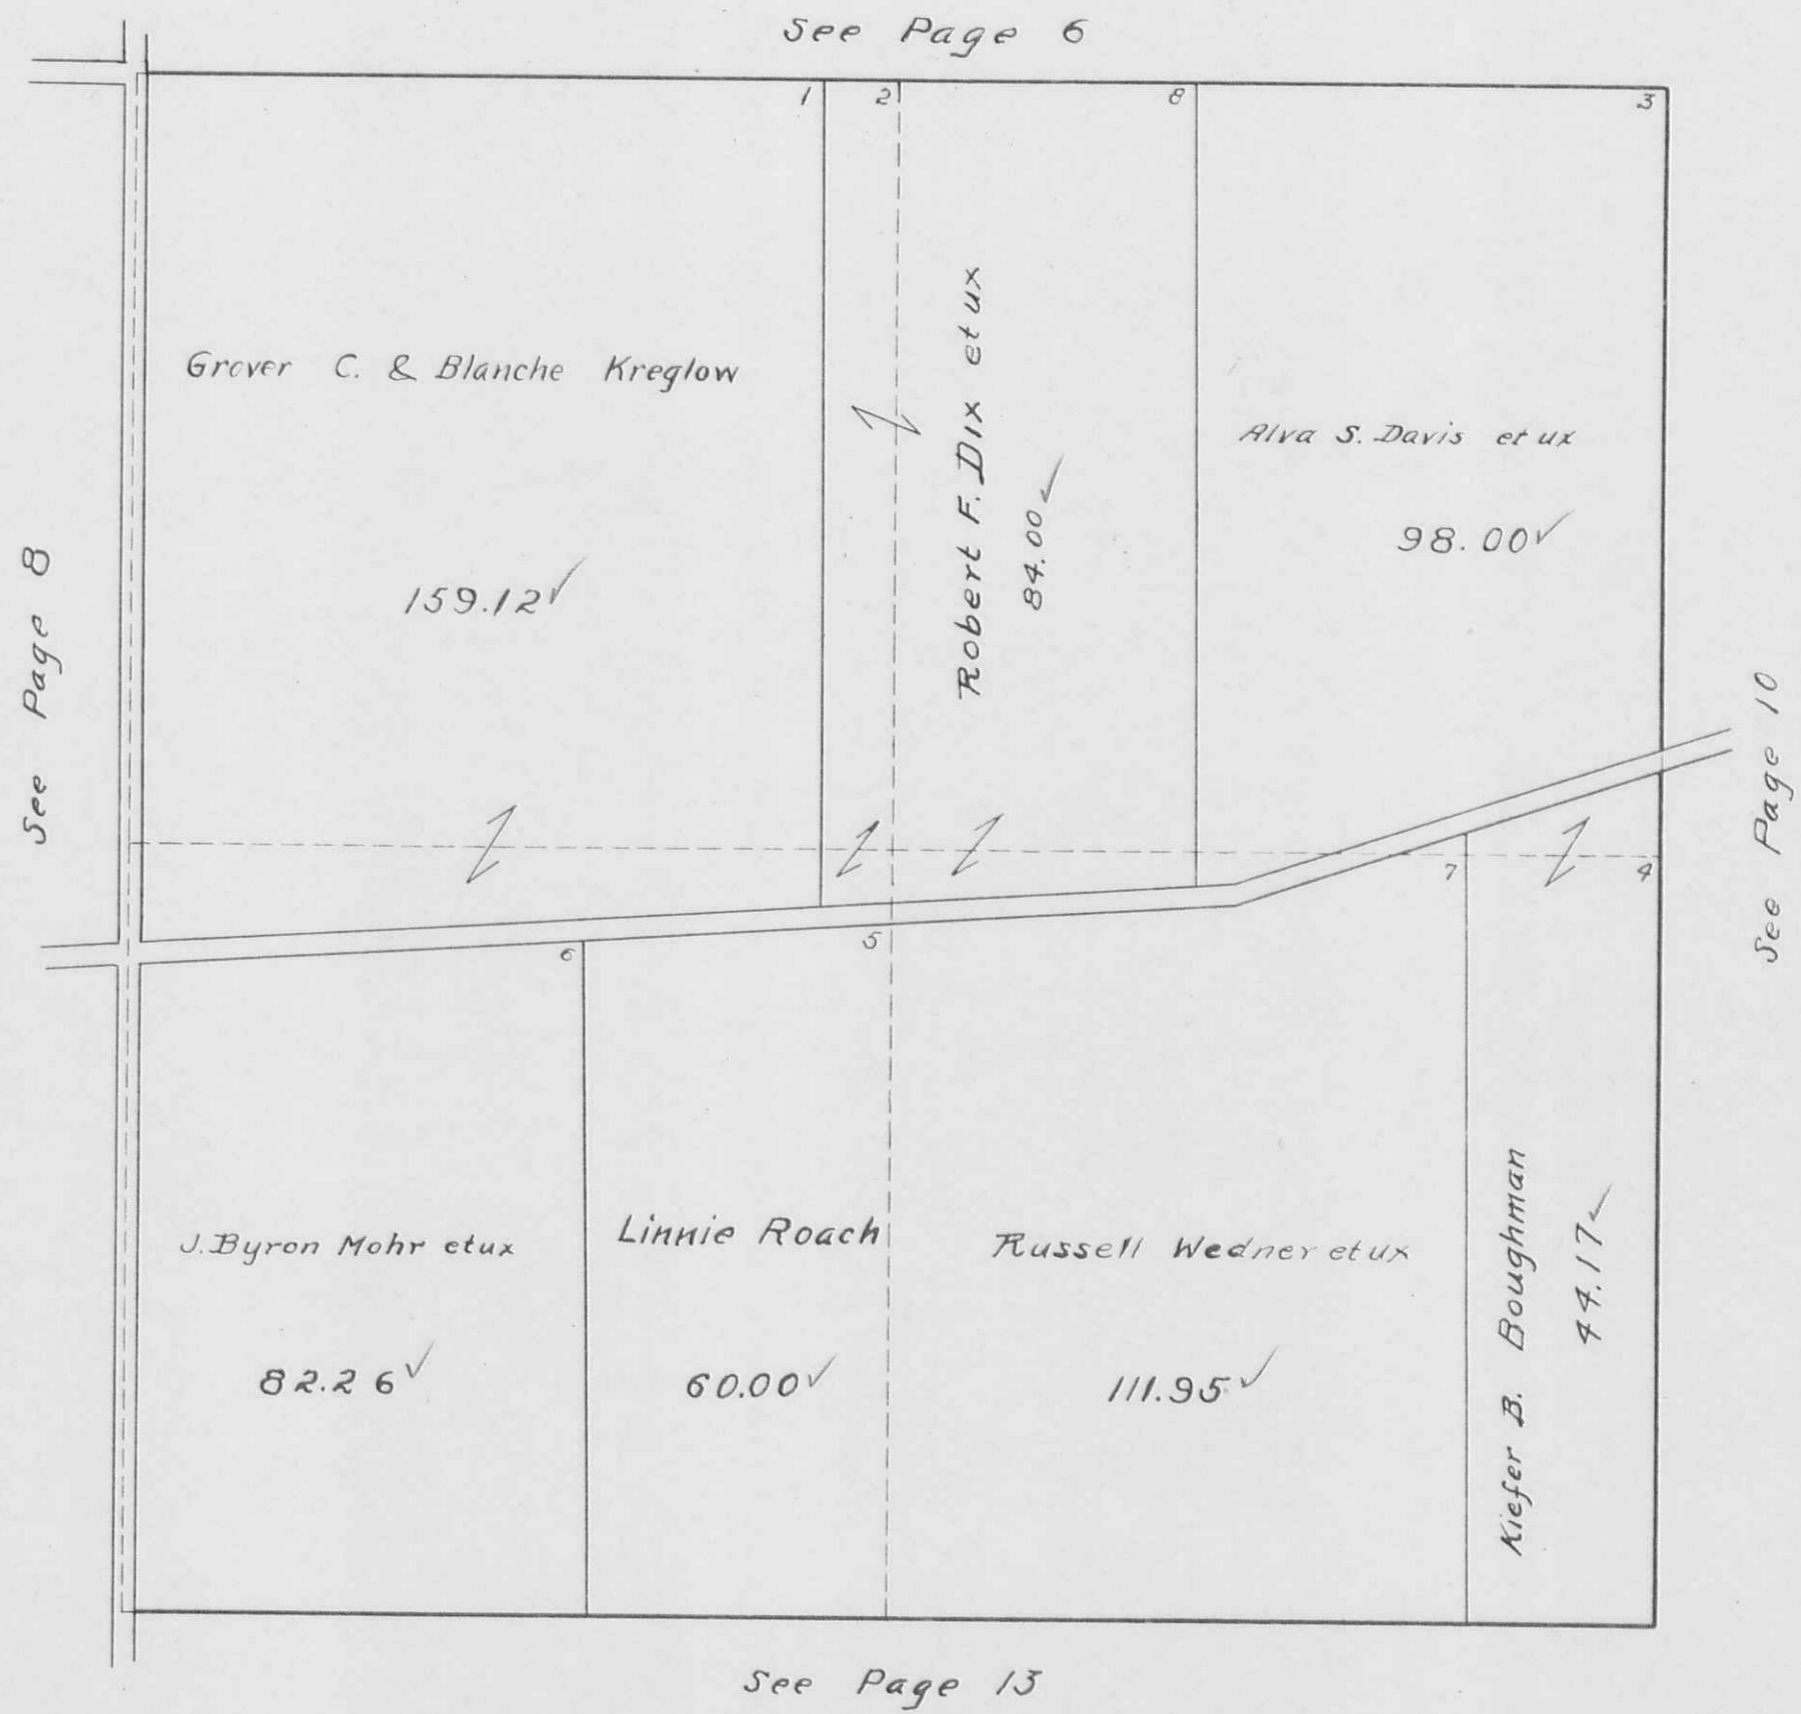 See Page 6
1
2
8
3
Grover C. & Blanche Kreglow
159.12✓
Robert F. Dix et ux
84.00✓
Alva S. Davis et ux
98.00✓
See Page 8
See Page 10
7
4
6
5
J. Byron Mohr et ux
82.26✓
Linnie Roach
60.00✓
Russell Wedner et ux
111.95✓
Kiefer B. Boughman
44.17✓
See Page 13